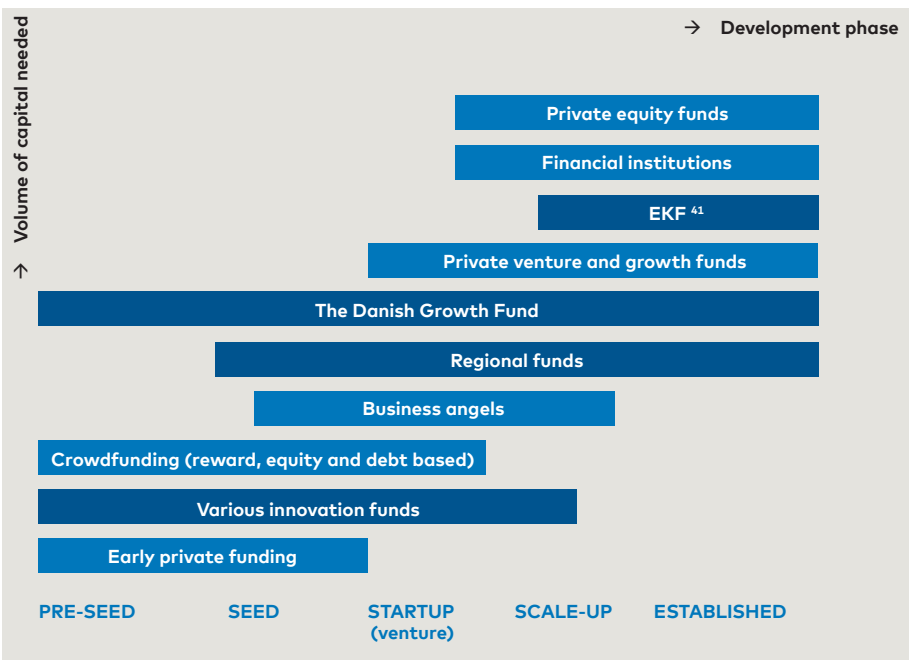 → Development phase
→ Volume of capital needed
Private equity funds
Financial institutions
EKF ⁴¹
Private venture and growth funds
The Danish Growth Fund
Regional funds
Business angels
Crowdfunding (reward, equity and debt based)
Various innovation funds
Early private funding
PRE-SEED
SEED
STARTUP
(venture)
SCALE-UP
ESTABLISHED